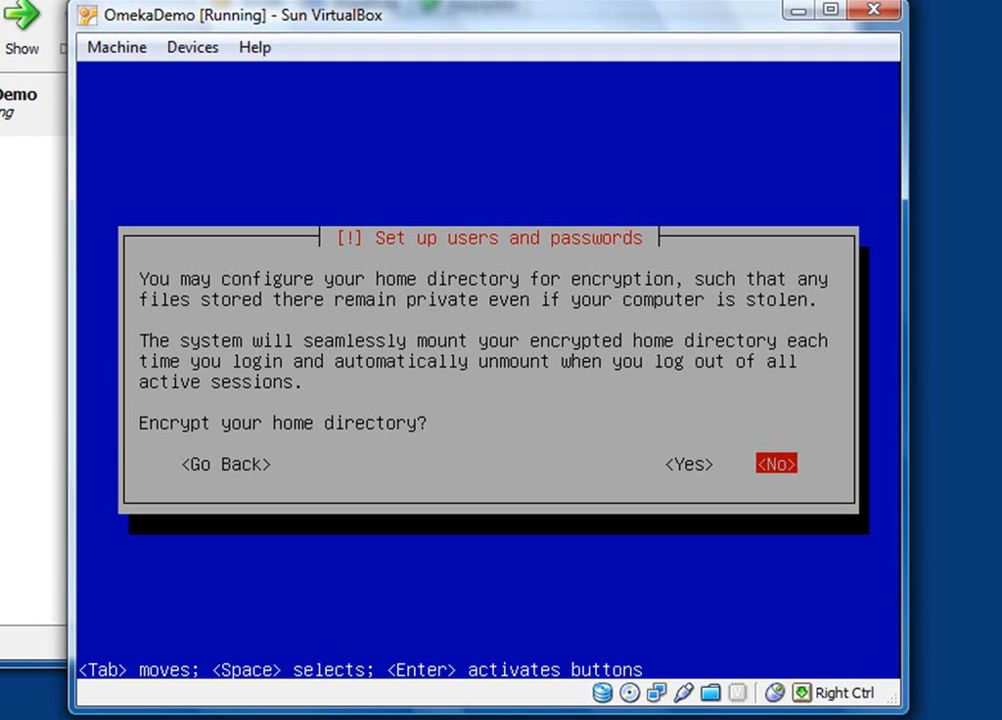 OmekaDemo [Running] - Sun VirtualBox
Machine Devices Help
Show
Demo
ng
[!] Set up users and passwords
You may configure your home directory for encryption, such that any
files stored there remain private even if your computer is stolen.
The system will seamlessly mount your encrypted home directory each
time you login and automatically unmount when you log out of all
active sessions.
Encrypt your home directory?
<Go Back> <Yes> <No>
<Tab> moves; <Space> selects; <Enter> activates buttons
Right Ctrl